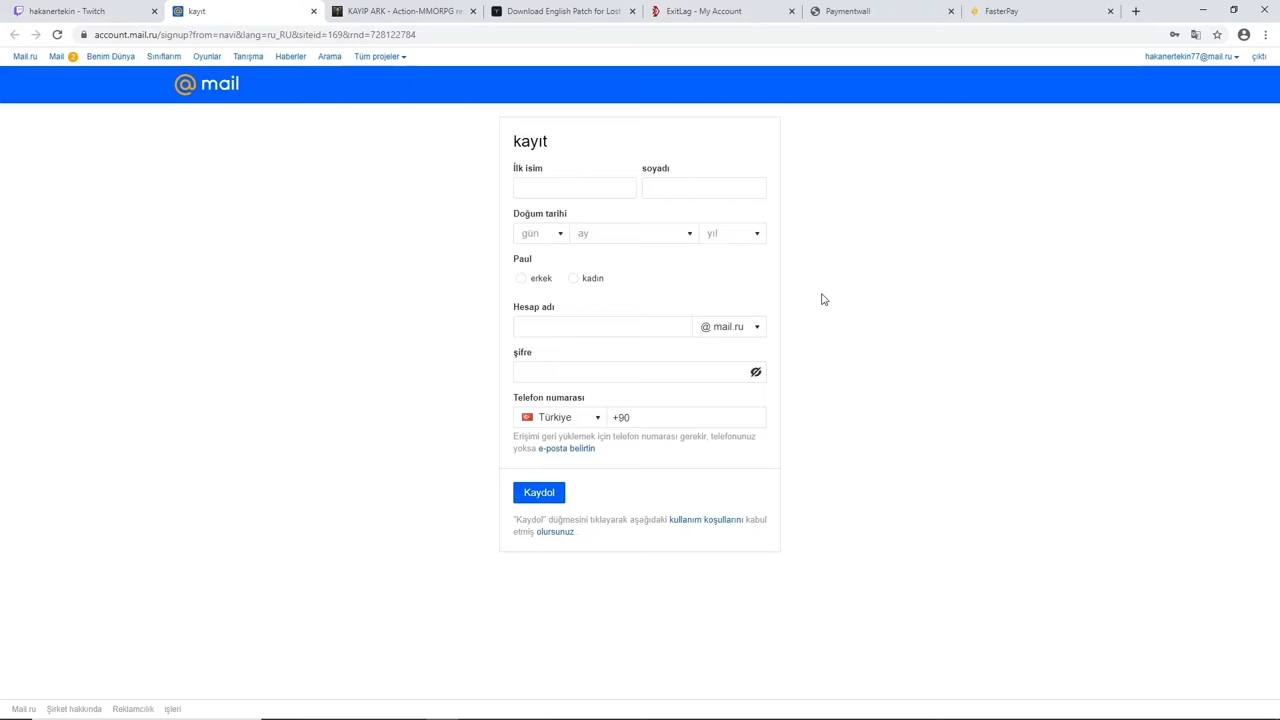 hakanertekin - Twitch
kayıt
KAYIP ARK - Action-MMORPG re
Download English Patch for Lost
ExitLag - My Account
Paymentwall
FasterPay
account.mail.ru/signup?from=navi&lang=ru_RU&siteid=169&rnd=728122784
Mail.ru Mail 2 Benim Dünya Sınıflarım Oyunlar Tanışma Haberler Arama Tüm projeler
hakanertekin77@mail.ru çıktı
@mail
kayıt
İlk isim soyadı
Doğum tarihi
gün ay yıl
Paul
erkek kadın
Hesap adı
@ mail.ru
şifre
Telefon numarası
Türkiye +90
Erişimi geri yüklemek için telefon numarası gerekir, telefonunuz
yoksa e-posta belirtin
Kaydol
"Kaydol" düğmesini tıklayarak aşağıdaki kullanım koşullarını kabul
etmiş olursunuz
Mail.ru Şirket hakkında Reklamcılık işleri